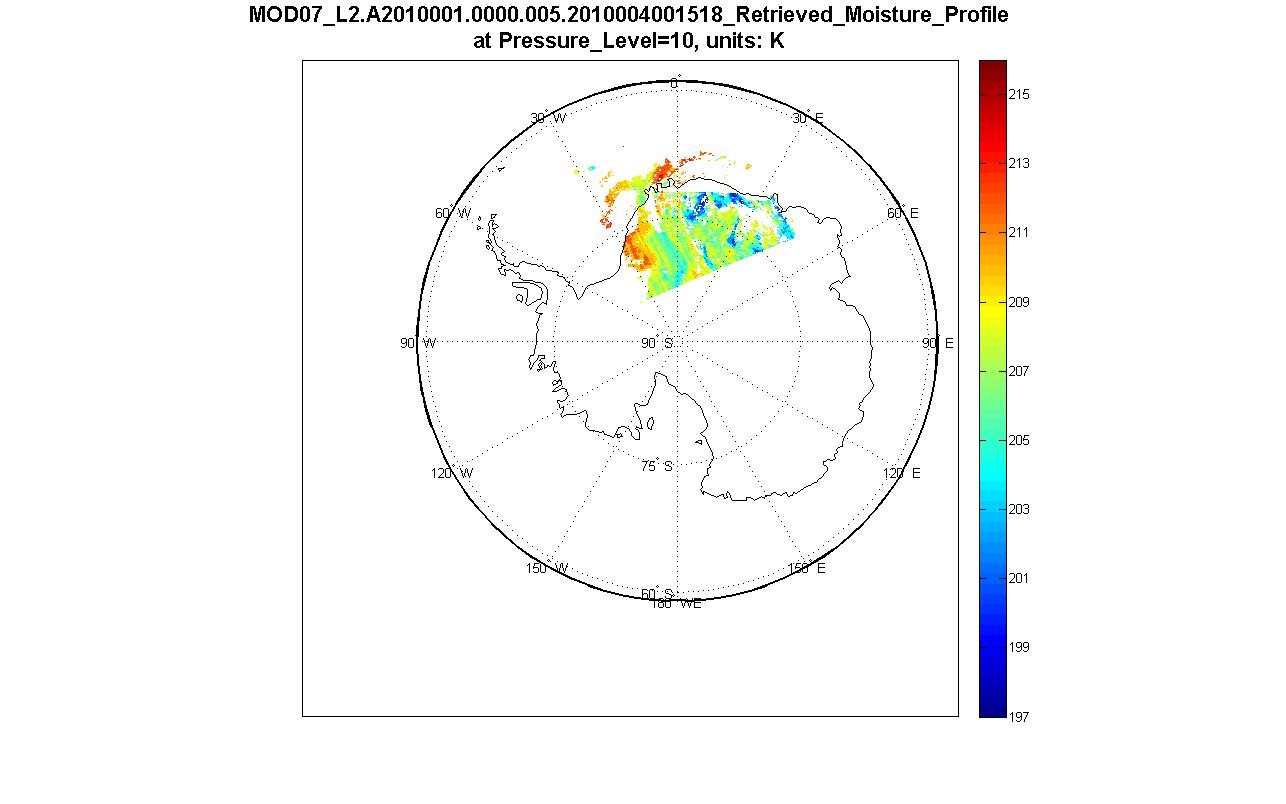 MOD07_L2.A2010001.0000.005.2010004001518_Retrieved_Moisture_Profile
at Pressure_Level=10, units: K
0°
30° W
30° E
60° W
60° E
90° W
90° S
90° E
120° W
75° S
120° E
150° W
150° E
60° S
180° WE
215
213
211
209
207
205
203
201
199
197